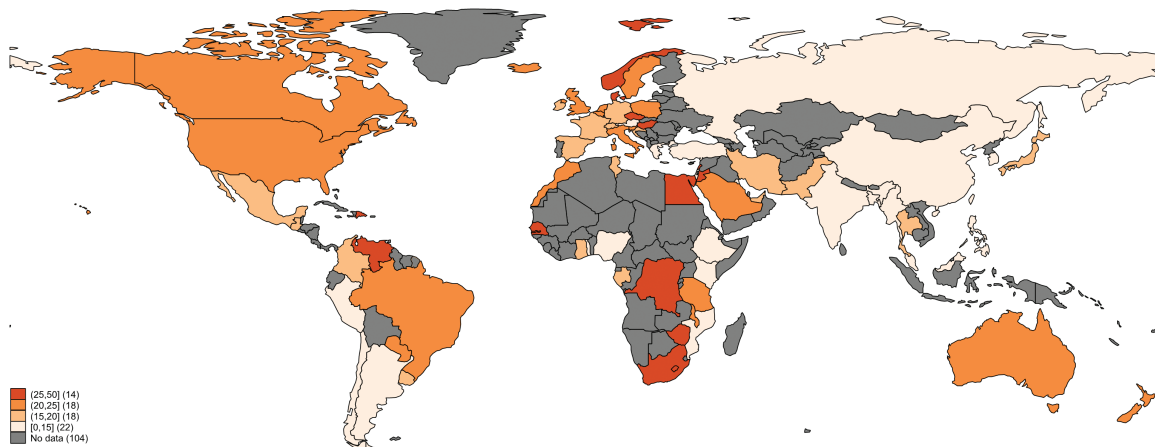 (25,50] (14)
(20,25] (18)
(15,20] (18)
[0,15] (22)
No data (104)